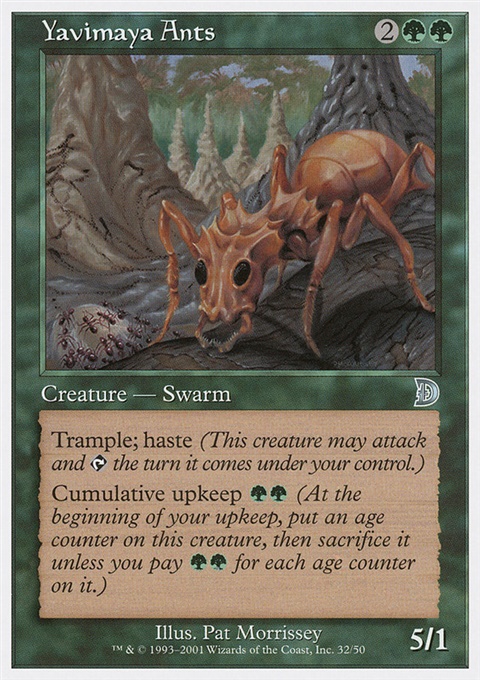 Yavimaya Ants 2
Creature — Swarm
Trample; haste (This creature may attack
and the turn it comes under your control.)
Cumulative upkeep (At the
beginning of your upkeep, put an age
counter on this creature, then sacrifice it
unless you pay for each age counter
on it.)
Illus. Pat Morrissey
5/1
™ & © 1993–2001 Wizards of the Coast, Inc. 32/50